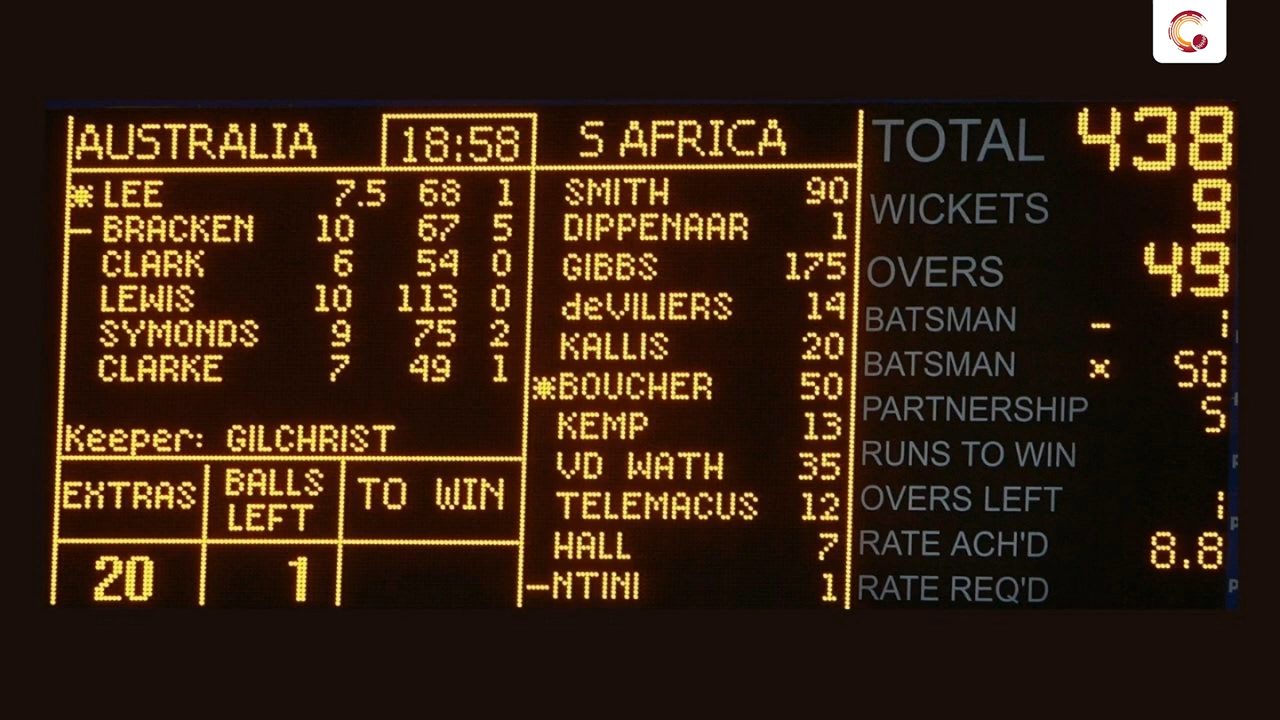 AUSTRALIA 18:58
* LEE 7.5 68 1
– BRACKEN 10 67 5
CLARK 6 54 0
LEWIS 10 113 0
SYMONDS 9 75 2
CLARKE 7 49 1
Keeper: GILCHRIST
EXTRAS BALLS LEFT TO WIN
20 1
S AFRICA
SMITH 90
DIPPENAAR 1
GIBBS 175
deVILIERS 14
KALLIS 20
*BOUCHER 50
KEMP 13
VD WATH 35
TELEMACUS 12
HALL 7
–NTINI 1
TOTAL 438
WICKETS 9
OVERS 49
BATSMAN –
BATSMAN x 50
PARTNERSHIP 5
RUNS TO WIN
OVERS LEFT
RATE ACH'D 8.8
RATE REQ'D